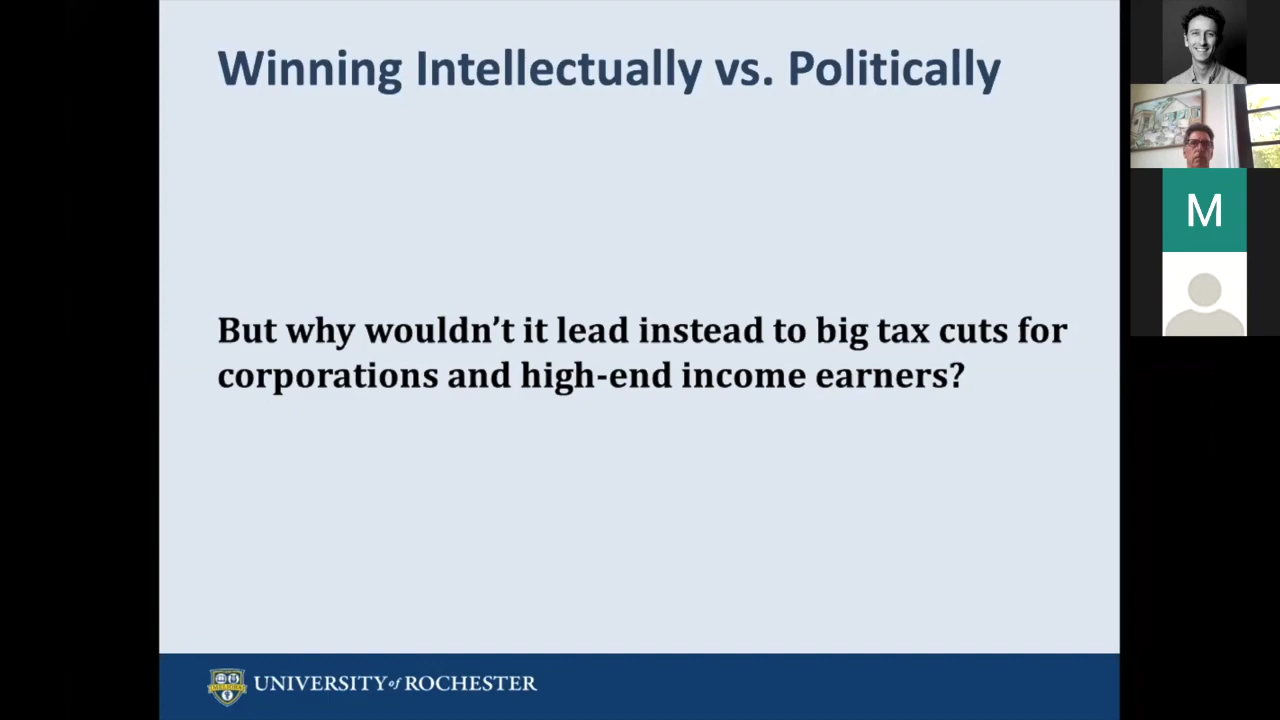 Winning Intellectually vs. Politically
But why wouldn’t it lead instead to big tax cuts for
corporations and high-end income earners?
M
MELIORA
UNIVERSITY of ROCHESTER